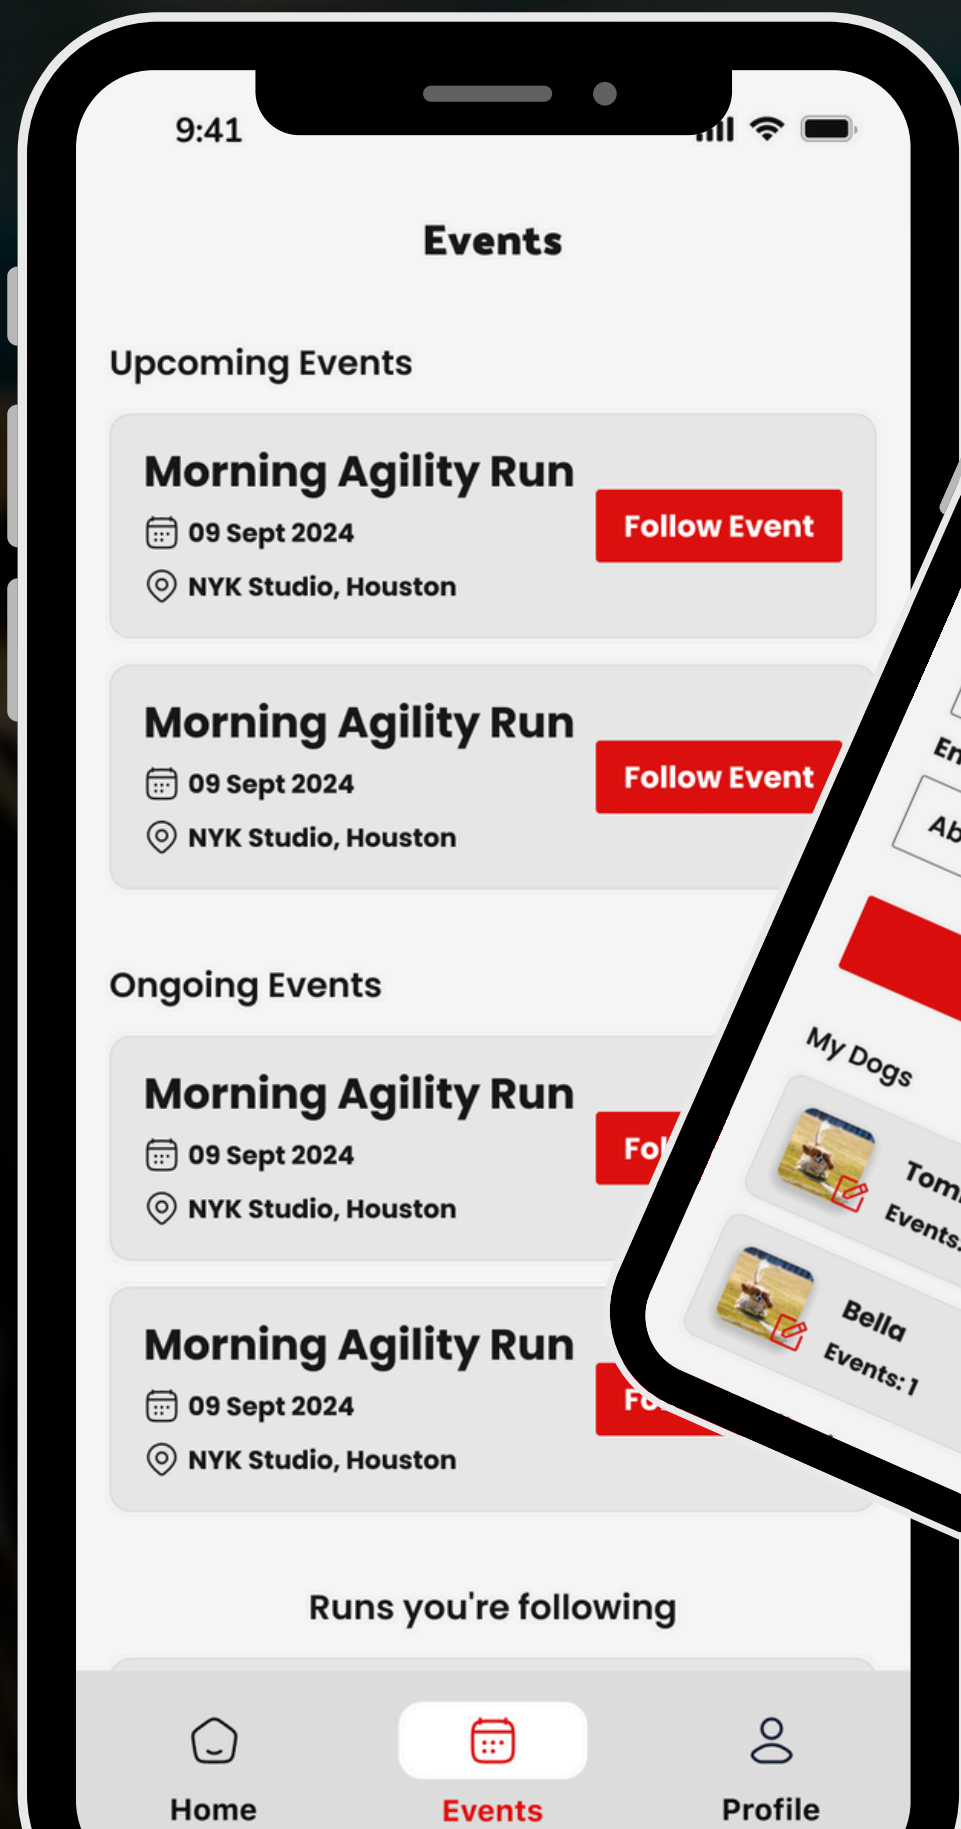 9:41
Events
Upcoming Events
Morning Agility Run
09 Sept 2024
NYK Studio, Houston
Follow Event
Morning Agility Run
09 Sept 2024
NYK Studio, Houston
Follow Event
Ongoing Events
Morning Agility Run
09 Sept 2024
NYK Studio, Houston
Morning Agility Run
09 Sept 2024
NYK Studio, Houston
Runs you're following
Home
Events
Profile
My Dogs
Events:
Bella
Events: 1